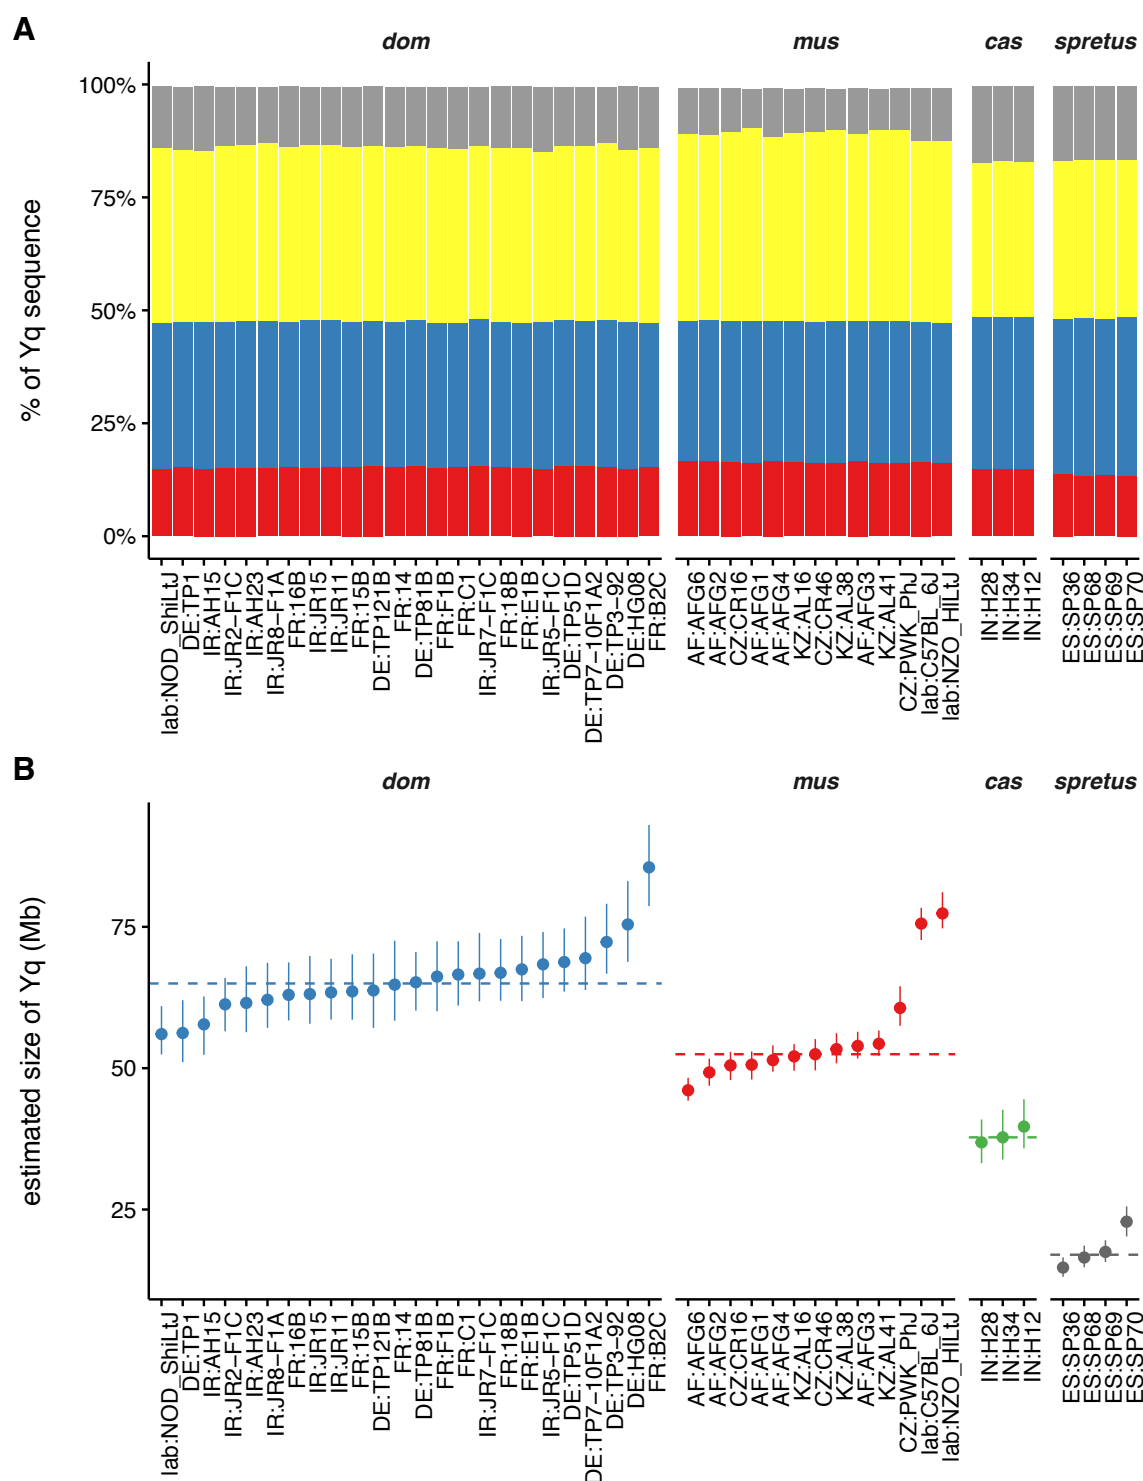 A
dom mus cas spretus
% of Yq sequence
100%
75%
50%
25%
0%
lab:NOD_ShiLtJ
DE:TP1
IR:AH15
IR:JR2−F1C
IR:AH23
IR:JR8−F1A
FR:16B
IR:JR15
IR:JR11
FR:15B
DE:TP121B
FR:14
DE:TP81B
FR:F1B
FR:C1
IR:JR7−F1C
FR:18B
FR:E1B
IR:JR5−F1C
DE:TP51D
DE:TP7−10F1A2
DE:TP3−92
DE:HG08
FR:B2C
AF:AFG6
AF:AFG2
CZ:CR16
AF:AFG1
AF:AFG4
KZ:AL16
CZ:CR46
KZ:AL38
AF:AFG3
KZ:AL41
CZ:PWK_PhJ
lab:C57BL_6J
lab:NZO_HlLtJ
IN:H28
IN:H34
IN:H12
ES:SP36
ES:SP68
ES:SP69
ES:SP70
B
dom mus cas spretus
estimated size of Yq (Mb)
75
50
25
lab:NOD_ShiLtJ
DE:TP1
IR:AH15
IR:JR2−F1C
IR:AH23
IR:JR8−F1A
FR:16B
IR:JR15
IR:JR11
FR:15B
DE:TP121B
FR:14
DE:TP81B
FR:F1B
FR:C1
IR:JR7−F1C
FR:18B
FR:E1B
IR:JR5−F1C
DE:TP51D
DE:TP7−10F1A2
DE:TP3−92
DE:HG08
FR:B2C
AF:AFG6
AF:AFG2
CZ:CR16
AF:AFG1
AF:AFG4
KZ:AL16
CZ:CR46
KZ:AL38
AF:AFG3
KZ:AL41
CZ:PWK_PhJ
lab:C57BL_6J
lab:NZO_HlLtJ
IN:H28
IN:H34
IN:H12
ES:SP36
ES:SP68
ES:SP69
ES:SP70